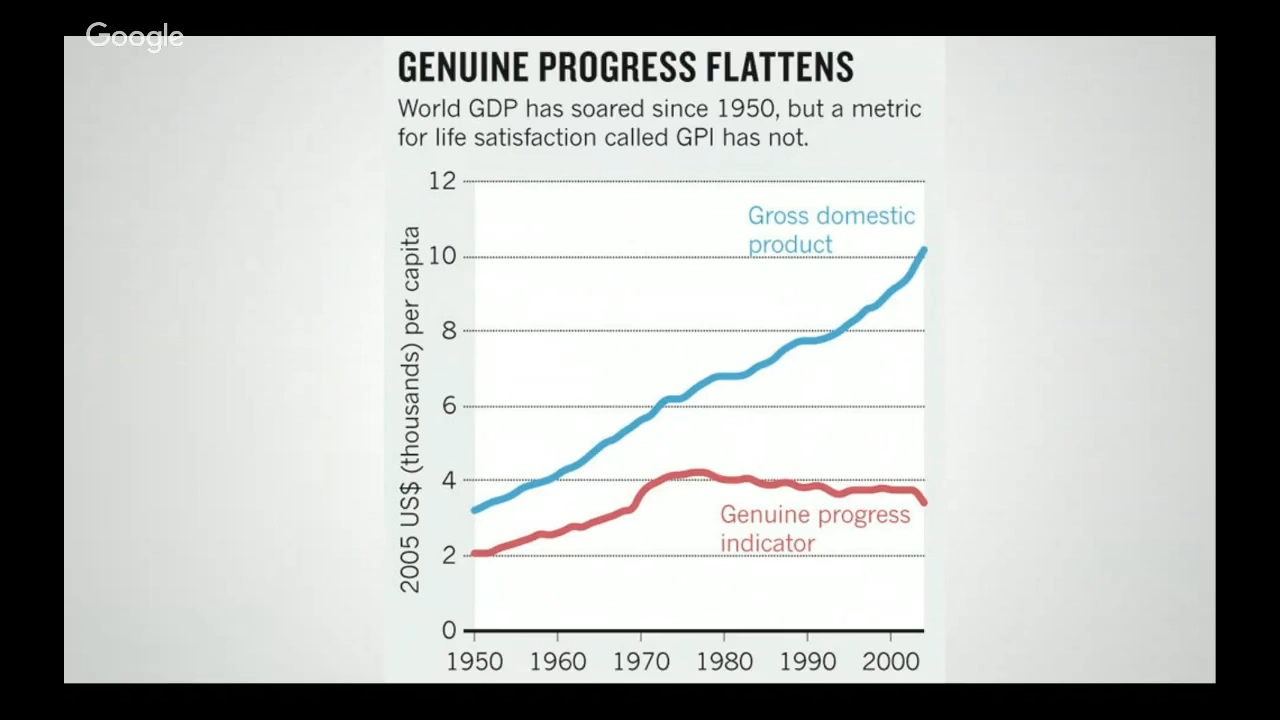 Google
GENUINE PROGRESS FLATTENS
World GDP has soared since 1950, but a metric
for life satisfaction called GPI has not.
2005 US$ (thousands) per capita
12
10
8
6
4
2
0
Gross domestic
product
Genuine progress
indicator
1950 1960 1970 1980 1990 2000